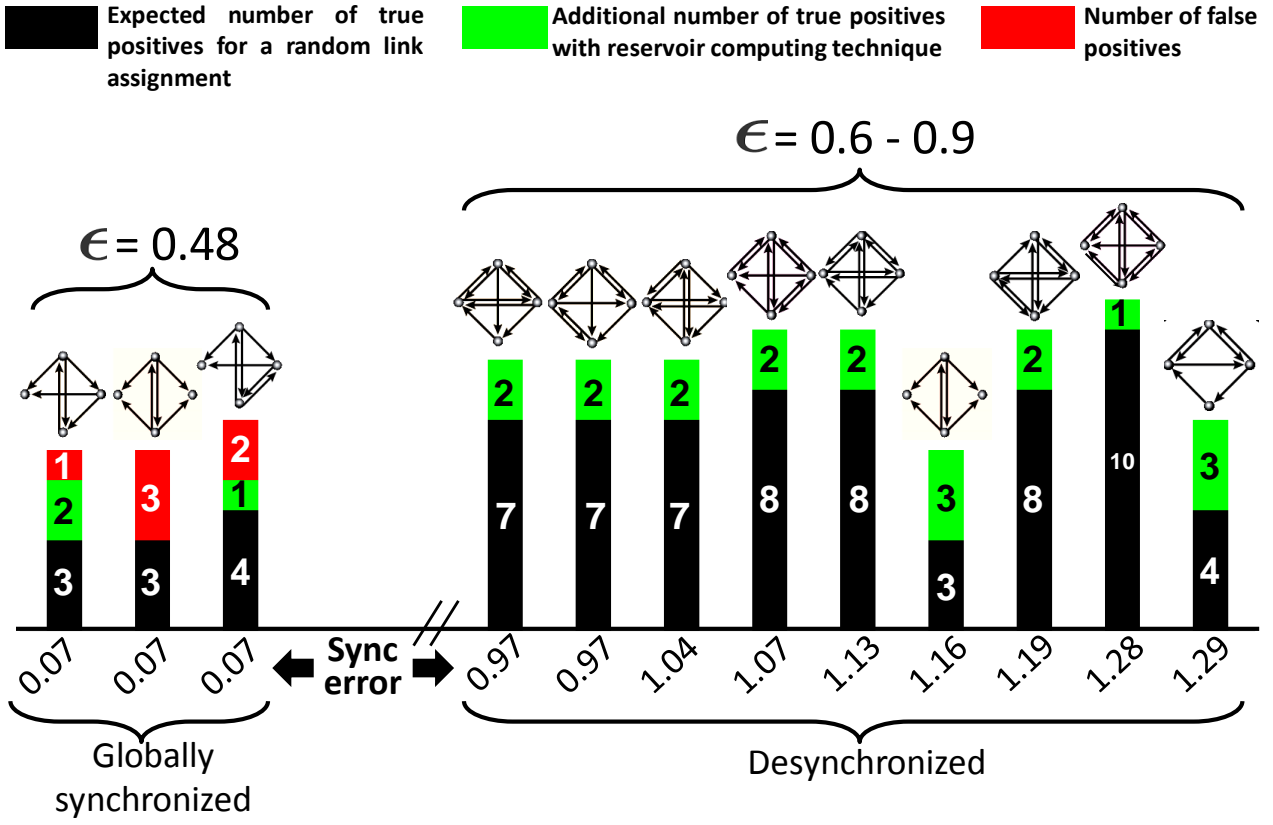 Expected number of true
positives for a random link
assignment
Additional number of true positives
with reservoir computing technique
Number of false
positives
ϵ = 0.6 - 0.9
ϵ = 0.48
1
2
3
3
3
2
1
4
2
7
2
7
2
7
2
8
2
8
3
3
2
8
1
10
3
4
0.07
0.07
0.07
Sync
error
0.97
0.97
1.04
1.07
1.13
1.16
1.19
1.28
1.29
Globally
synchronized
Desynchronized